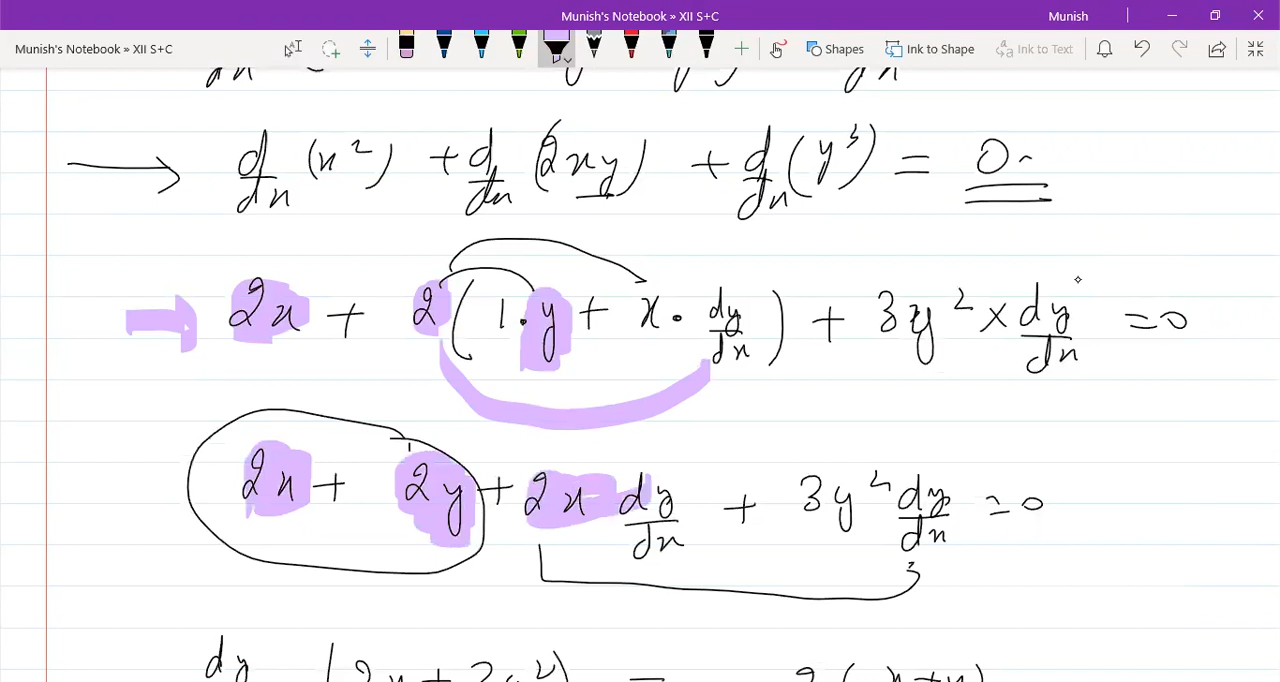 Munish's Notebook » XII S+C Munish
Munish's Notebook » XII S+C Shapes Ink to Shape Ink to Text
→ d/dx (x²) + d/dx (2xy) + d/dx (y³) = 0
2x + 2 (1·y + x· dy/dx) + 3y² × dy/dx = 0
2x + 2y + 2x dy/dx + 3y² dy/dx = 0